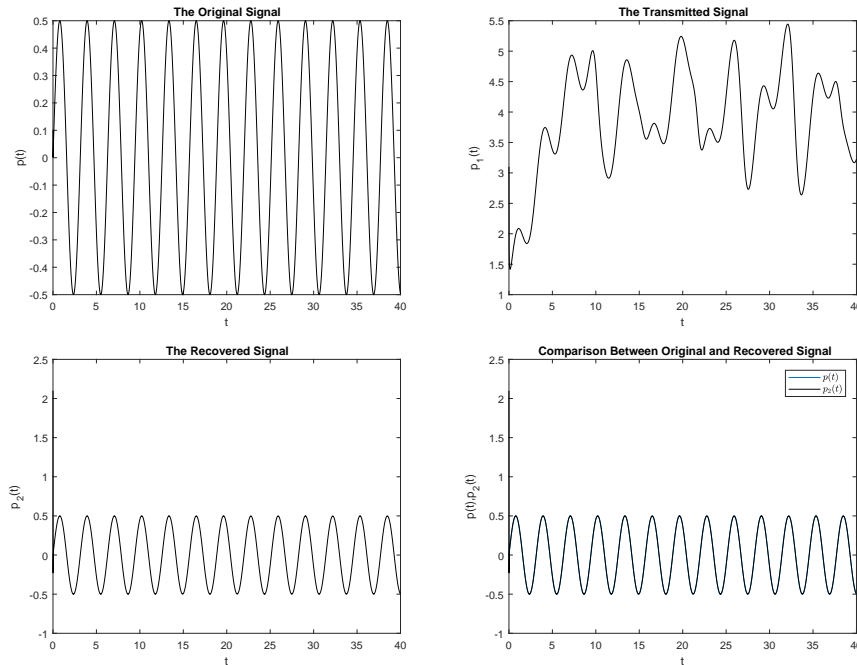 The Original Signal
0.5
0.4
0.3
0.2
0.1
0
-0.1
-0.2
-0.3
-0.4
-0.5
p(t)
0 5 10 15 20 25 30 35 40
t
The Transmitted Signal
5.5
5
4.5
4
3.5
3
2.5
2
1.5
1
p1(t)
0 5 10 15 20 25 30 35 40
t
The Recovered Signal
2.5
2
1.5
1
0.5
0
-0.5
-1
p2(t)
0 5 10 15 20 25 30 35 40
t
Comparison Between Original and Recovered Signal
p(t)
p2(t)
2.5
2
1.5
1
0.5
0
-0.5
-1
p(t),p2(t)
0 5 10 15 20 25 30 35 40
t